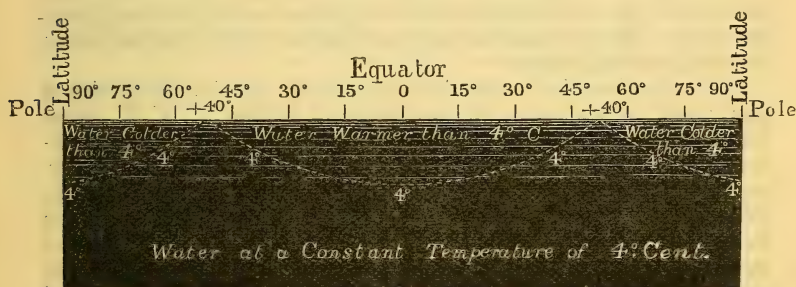 Latitude
Latitude
Equator
90° 75° 60° 45° 30° 15° 0 15° 30° 45° 60° 75° 90°
Pole +40° +40° Pole
Water Colder than 4°
Water Warmer than 4° C
Water Colder than 4°
4° 4° 4° 4° 4° 4° 4°
Water at a Constant Temperature of 4° Cent.